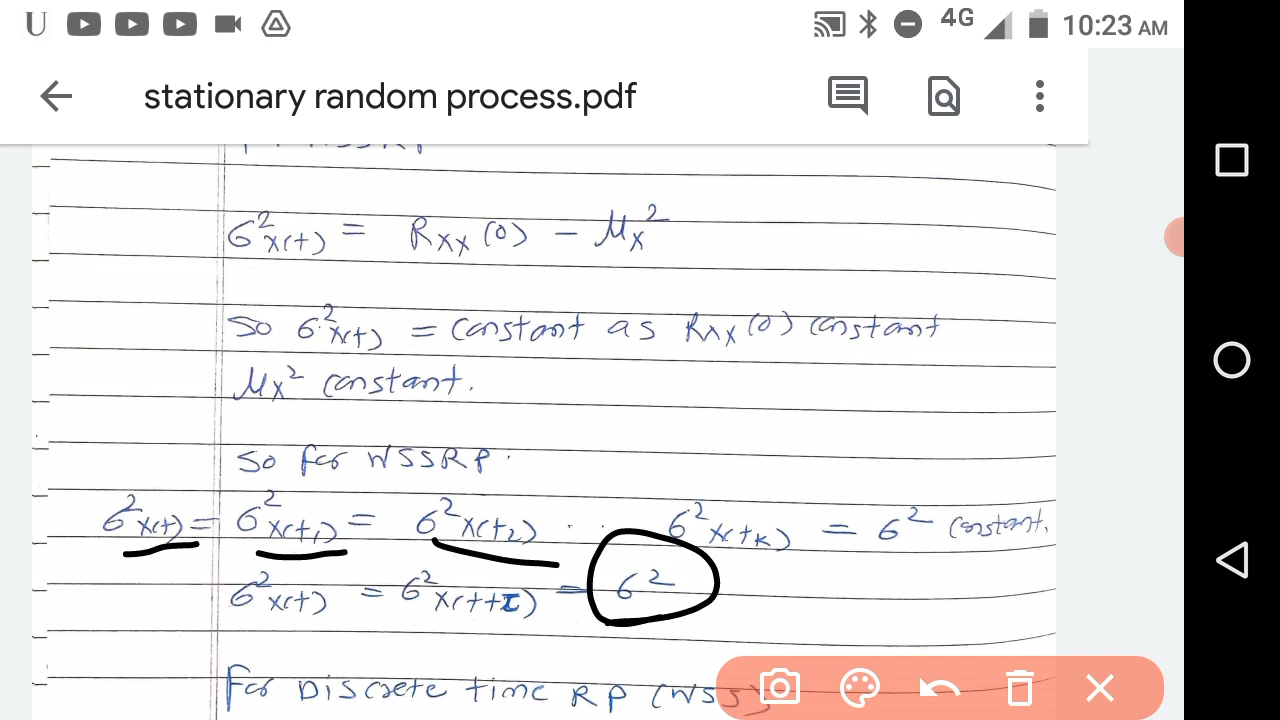 U 4G 10:23 AM
stationary random process.pdf
σ²x(t) = Rxx(0) - μx²
So σ²x(t) = constant as Rxx(0) constant
μx² constant.
So for WSSRP.
σ²x(t) = σ²x(t₁) = σ²x(t₂) . . σ²x(tₖ) = σ² constant.
σ²x(t) = σ²x(t+τ) = σ²
For Discrete time RP (WSS)